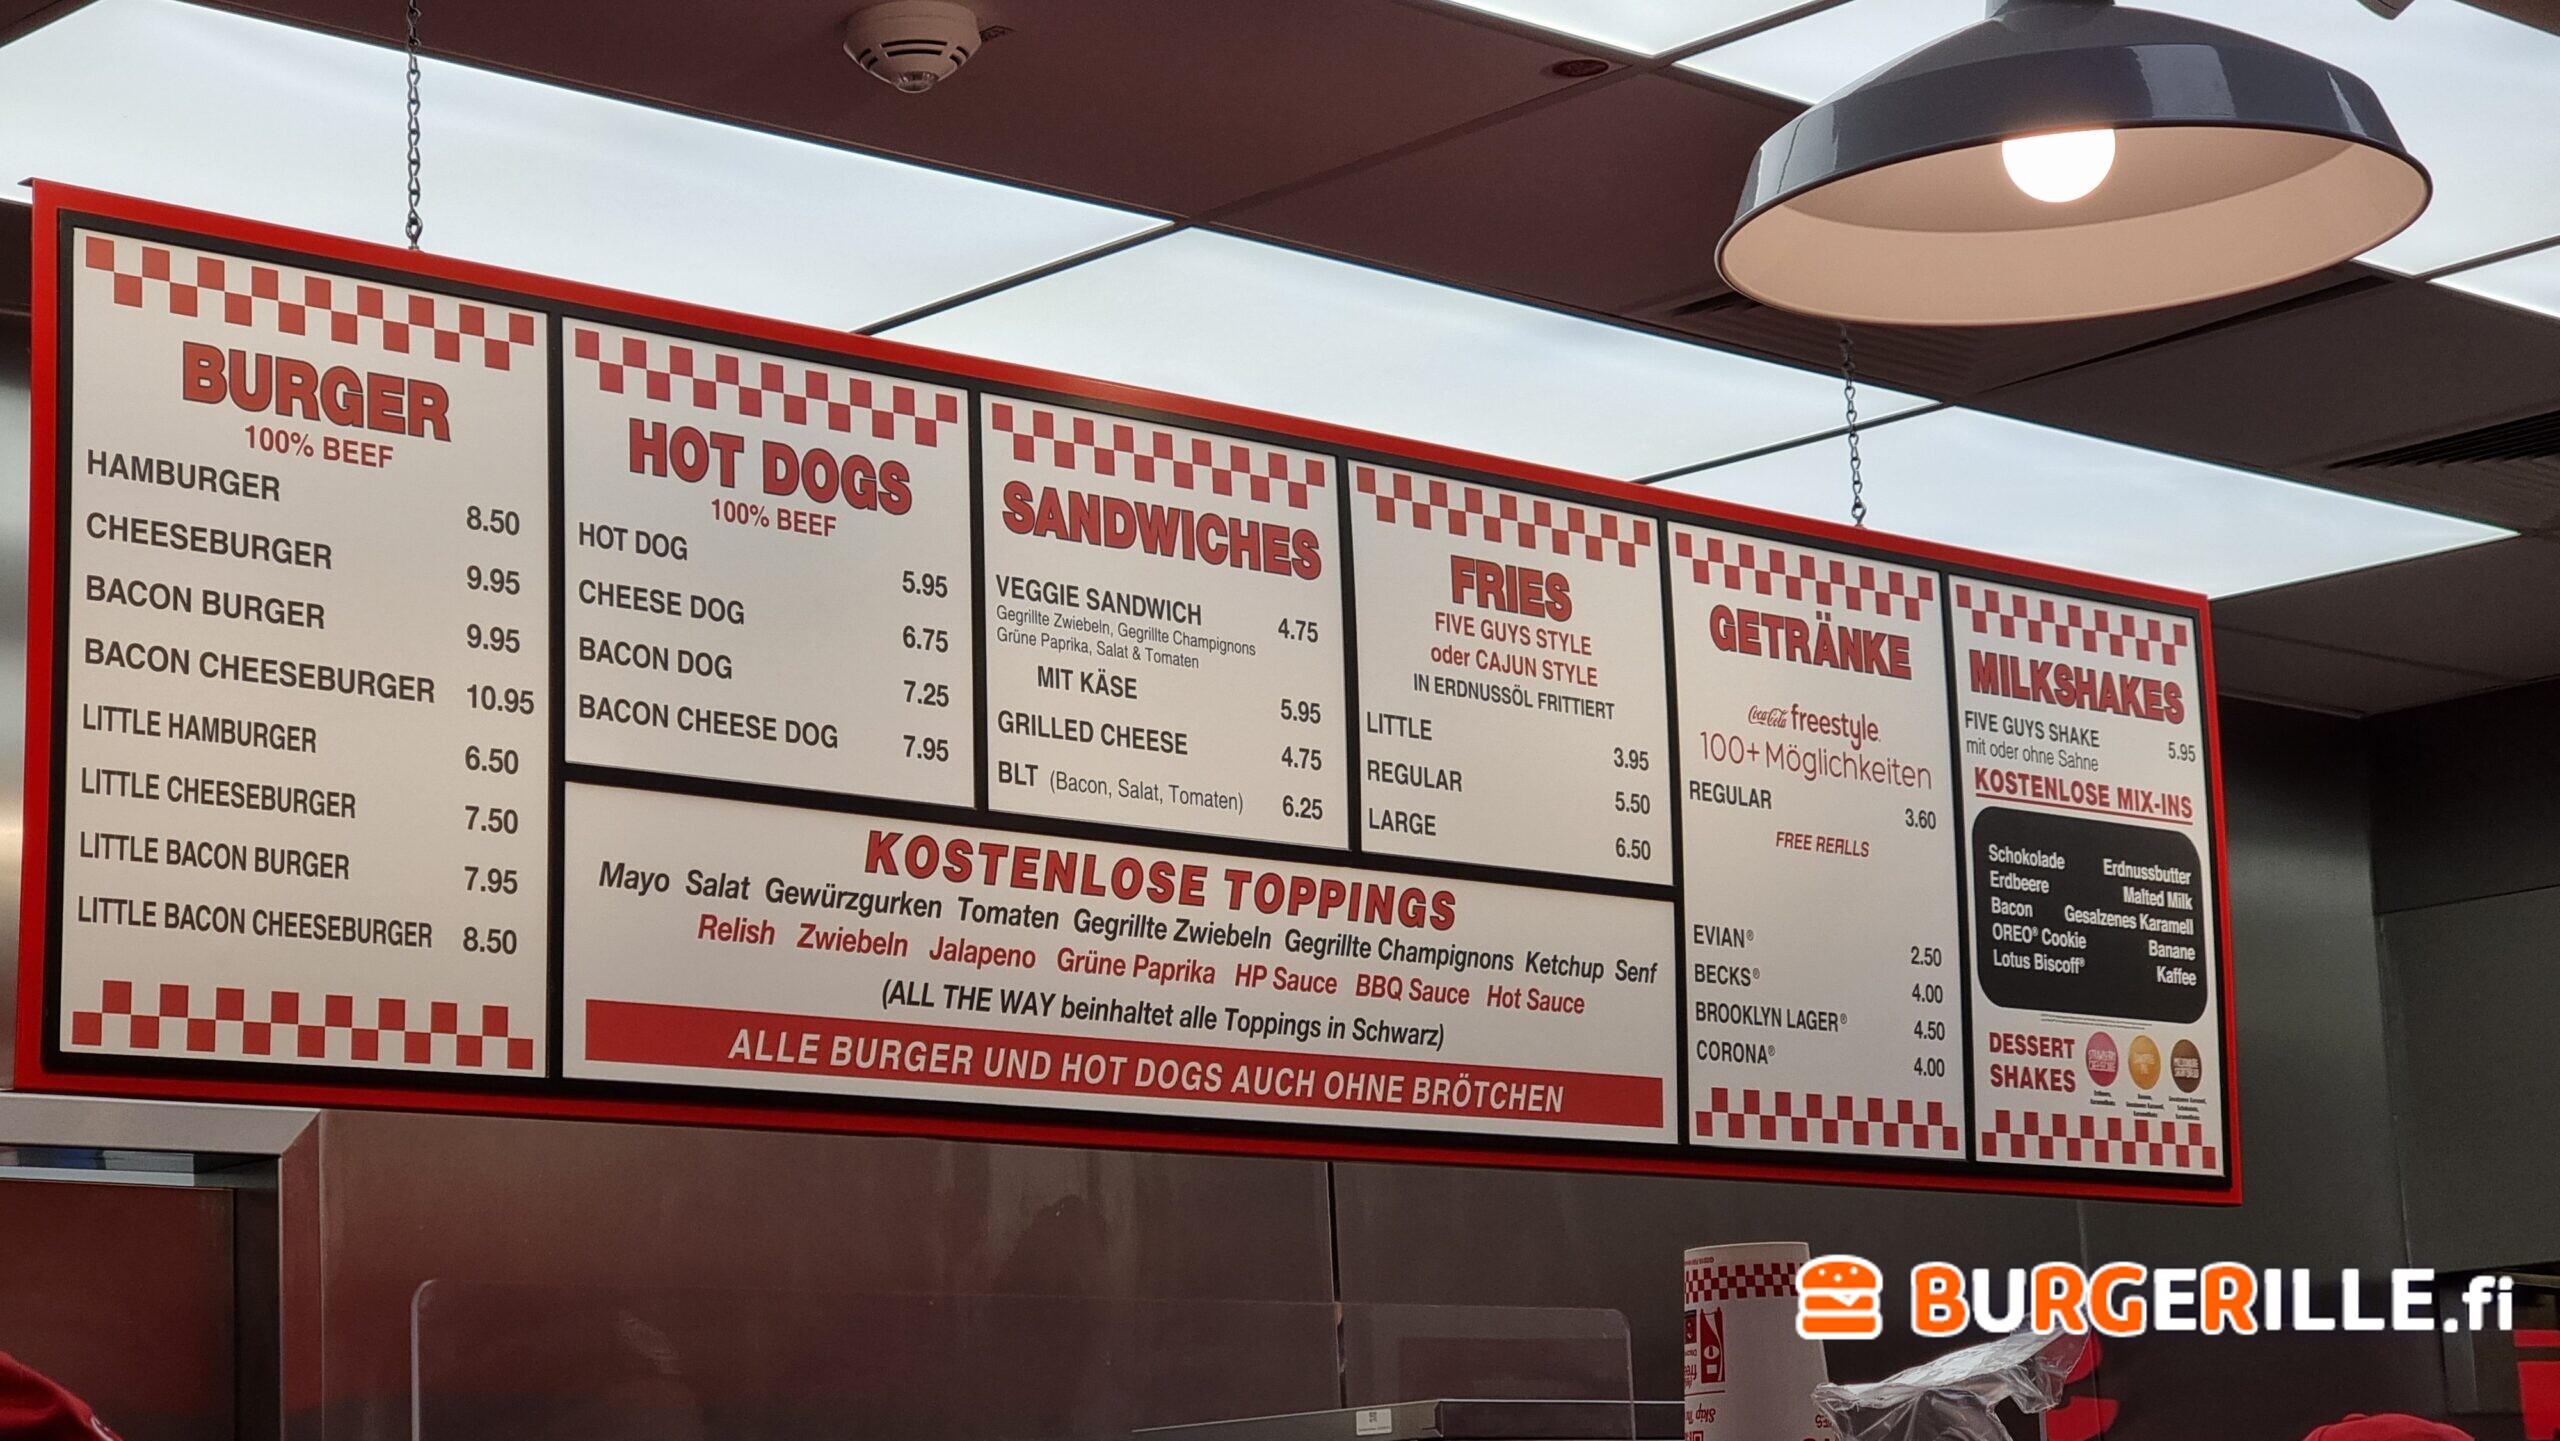 BURGER
100% BEEF
HAMBURGER 8.50
CHEESEBURGER 9.95
BACON BURGER 9.95
BACON CHEESEBURGER 10.95
LITTLE HAMBURGER 6.50
LITTLE CHEESEBURGER 7.50
LITTLE BACON BURGER 7.95
LITTLE BACON CHEESEBURGER 8.50
HOT DOGS
100% BEEF
HOT DOG 5.95
CHEESE DOG 6.75
BACON DOG 7.25
BACON CHEESE DOG 7.95
SANDWICHES
VEGGIE SANDWICH 4.75
Gegrillte Zwiebeln, Gegrillte Champignons
Grüne Paprika, Salat & Tomaten
MIT KÄSE 5.95
GRILLED CHEESE 4.75
BLT (Bacon, Salat, Tomaten) 6.25
FRIES
FIVE GUYS STYLE
oder CAJUN STYLE
IN ERDNUSSÖL FRITTIERT
LITTLE 3.95
REGULAR 5.50
LARGE 6.50
KOSTENLOSE TOPPINGS
Mayo Salat Gewürzgurken Tomaten Gegrillte Zwiebeln Gegrillte Champignons Ketchup Senf
Relish Zwiebeln Jalapeno Grüne Paprika HP Sauce BBQ Sauce Hot Sauce
(ALL THE WAY beinhaltet alle Toppings in Schwarz)
ALLE BURGER UND HOT DOGS AUCH OHNE BRÖTCHEN
GETRÄNKE
Coca-Cola freestyle
100+ Möglichkeiten
REGULAR 3.60
FREE REFILLS
EVIAN® 2.50
BECKS® 4.00
BROOKLYN LAGER® 4.50
CORONA® 4.00
MILKSHAKES
FIVE GUYS SHAKE 5.95
mit oder ohne Sahne
KOSTENLOSE MIX-INS
Schokolade Erdnussbutter
Erdbeere Malted Milk
Bacon Gesalzenes Karamell
OREO® Cookie Banane
Lotus Biscoff® Kaffee
DESSERT
SHAKES
BURGERILLE.fi